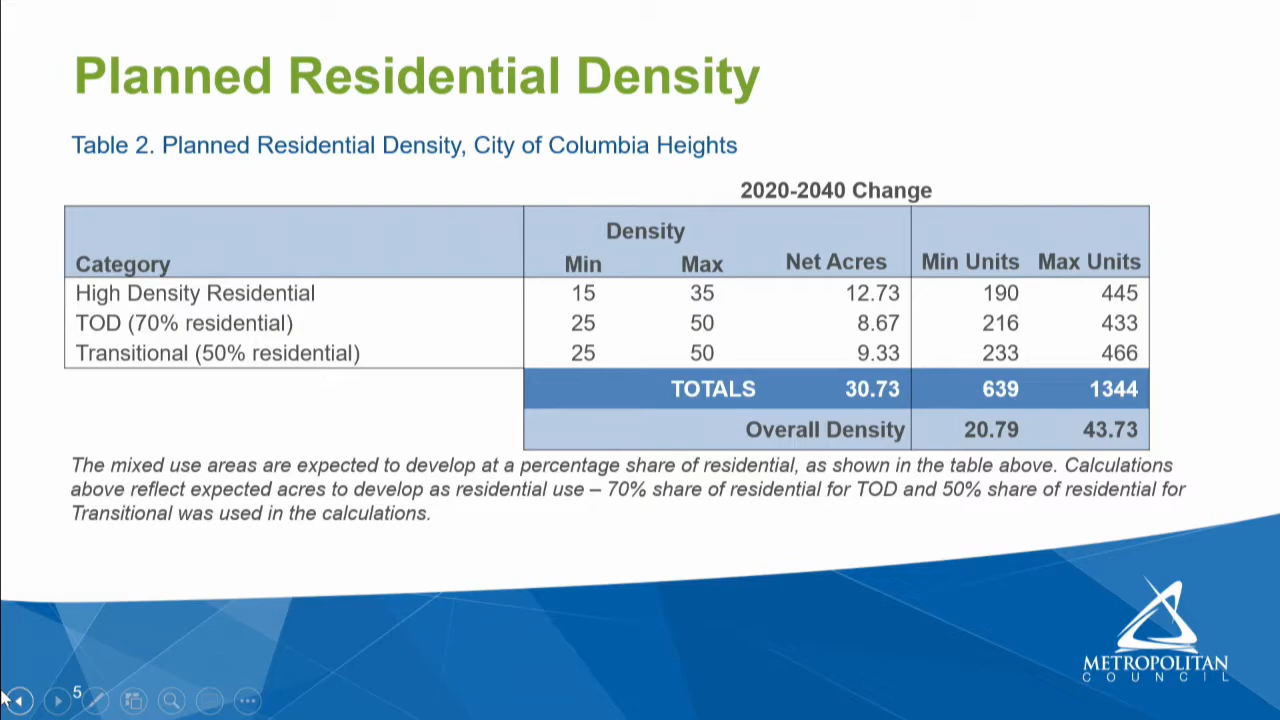 Planned Residential Density
Table 2. Planned Residential Density, City of Columbia Heights
2020-2040 Change
Density
Category Min Max Net Acres Min Units Max Units
High Density Residential 15 35 12.73 190 445
TOD (70% residential) 25 50 8.67 216 433
Transitional (50% residential) 25 50 9.33 233 466
TOTALS 30.73 639 1344
Overall Density 20.79 43.73
The mixed use areas are expected to develop at a percentage share of residential, as shown in the table above. Calculations
above reflect expected acres to develop as residential use – 70% share of residential for TOD and 50% share of residential for
Transitional was used in the calculations.
METROPOLITAN
COUNCIL
5